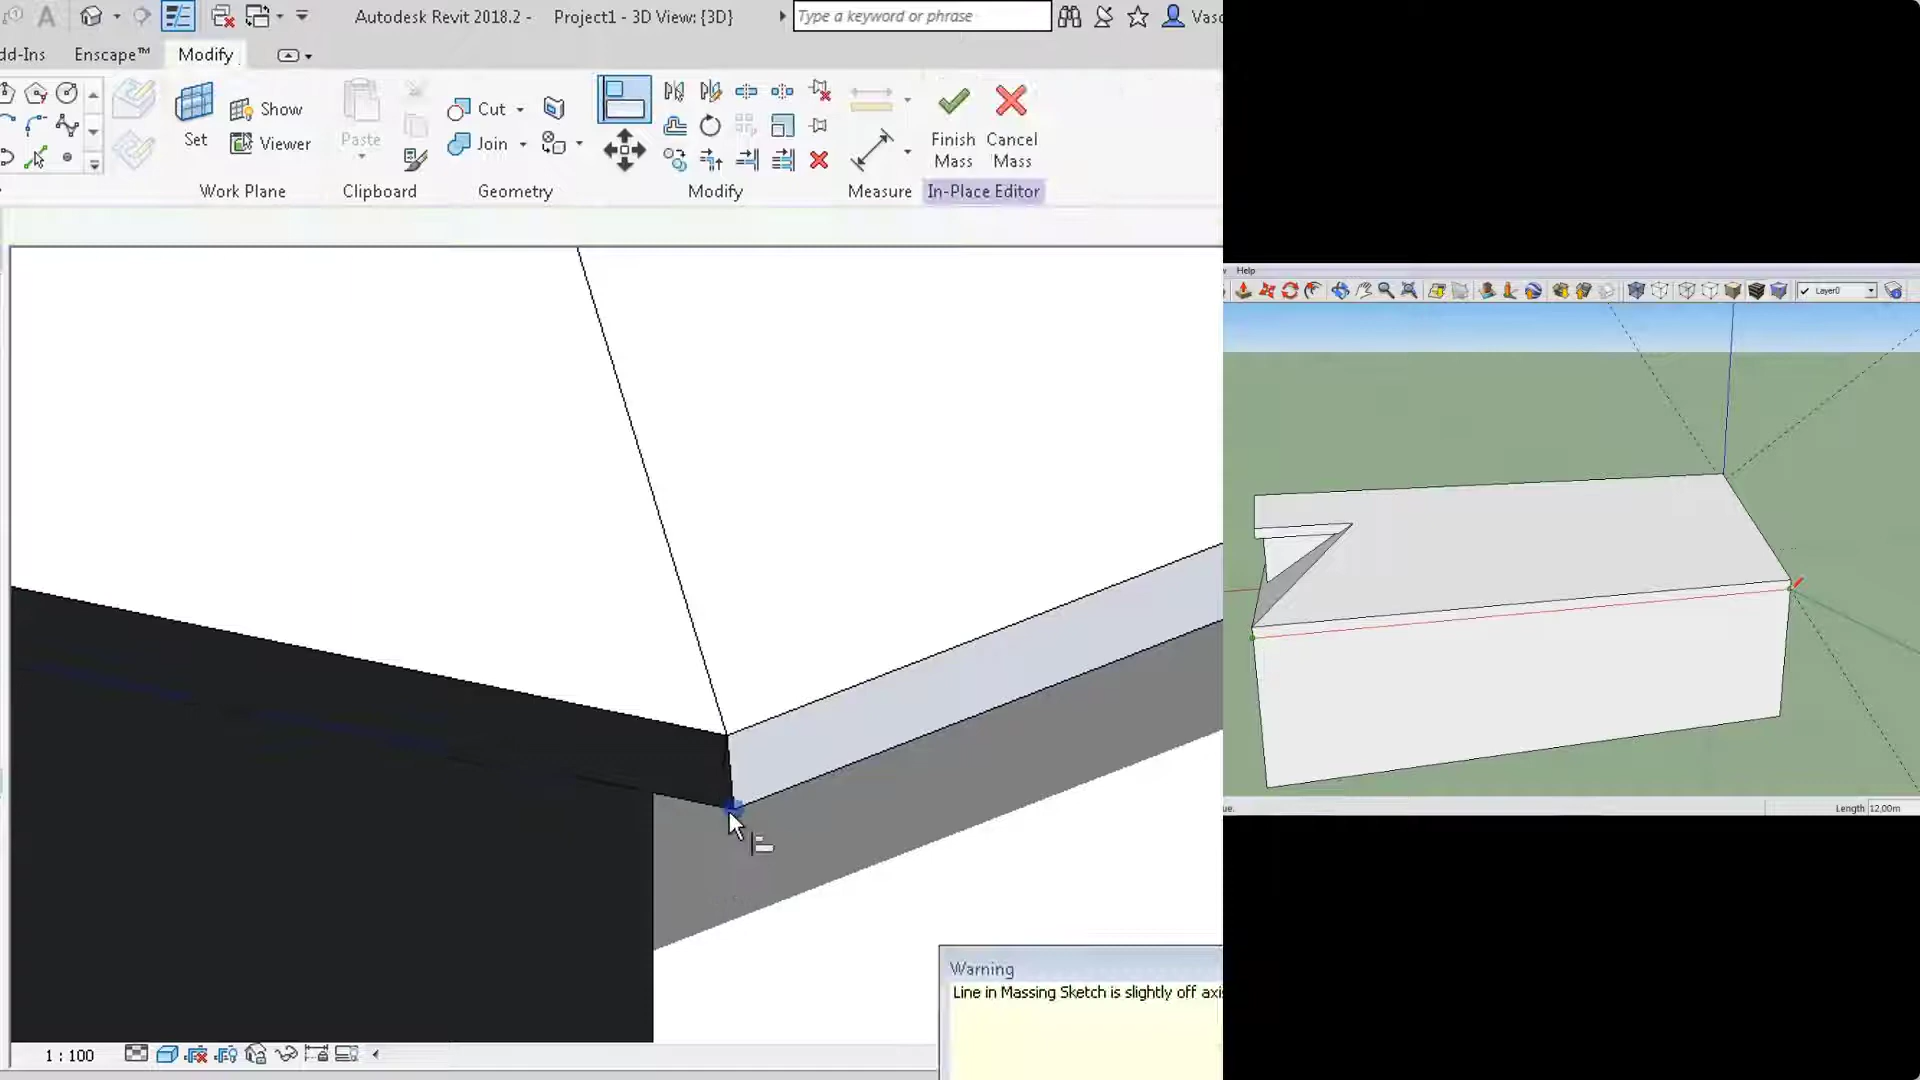 Autodesk Revit 2018.2 - Project1 - 3D View: {3D}
Type a keyword or phrase
Vasc
dd-Ins
Enscape™
Modify
Set
Show
Viewer
Work Plane
Paste
Clipboard
Cut
Join
Geometry
Modify
Measure
Finish Mass
Cancel Mass
In-Place Editor
Help
Layer0
Length 12,00m
ue.
Warning
Line in Massing Sketch is slightly off axi
1 : 100